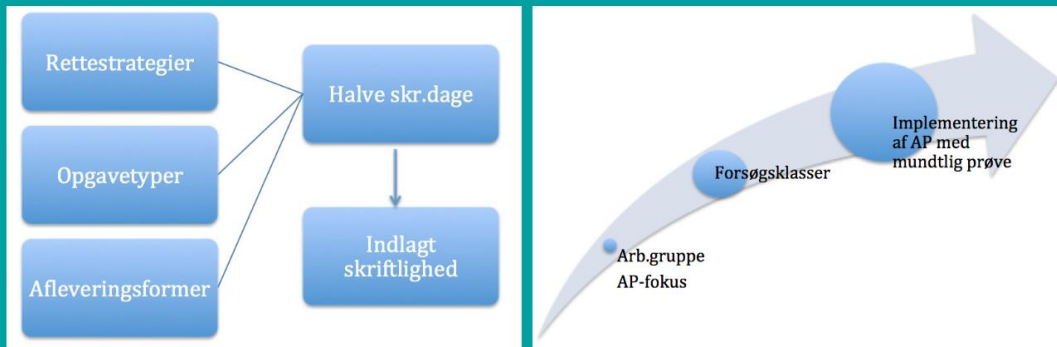 Rettestrategier
Opgavetyper
Afleveringsformer
Halve skr.dage
Indlagt
skriftlighed
Arb.gruppe
AP-fokus
Forsøgsklasser
Implementering
af AP med
mundtlig prøve